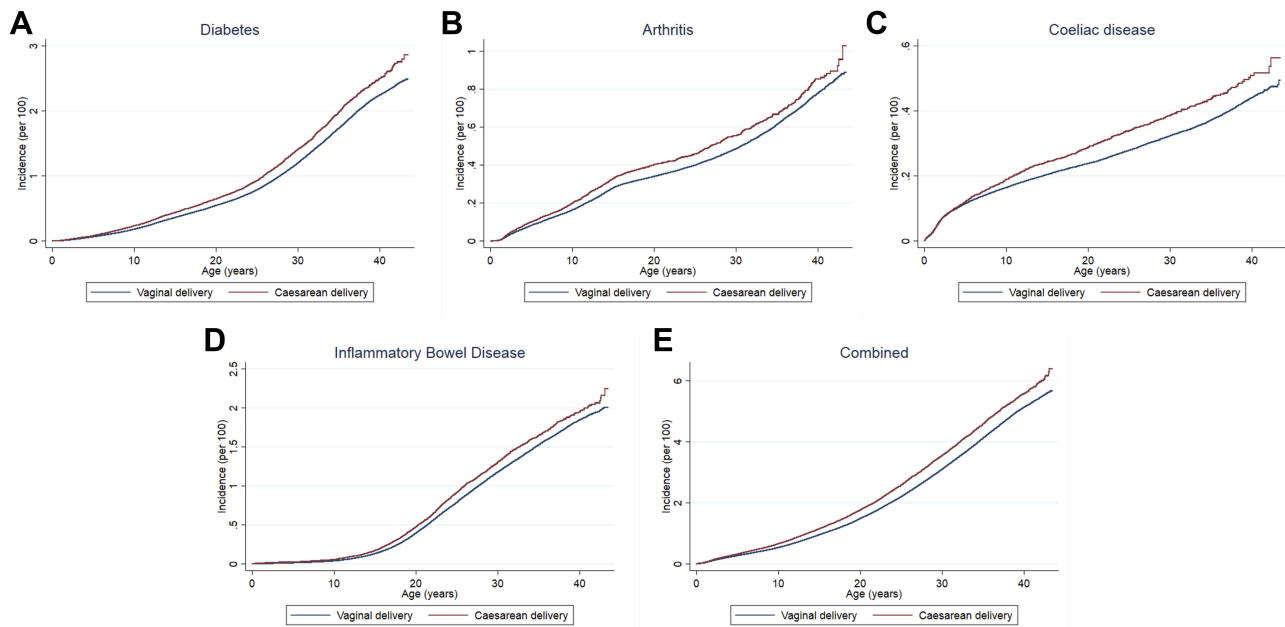 A
Diabetes
Incidence (per 100)
3
2
1
0
0 10 20 30 40
Age (years)
Vaginal delivery Caesarean delivery
B
Arthritis
Incidence (per 100)
1
.8
.6
.4
.2
0
0 10 20 30 40
Age (years)
Vaginal delivery Caesarean delivery
C
Coeliac disease
Incidence (per 100)
.6
.4
.2
0
0 10 20 30 40
Age (years)
Vaginal delivery Caesarean delivery
D
Inflammatory Bowel Disease
Incidence (per 100)
2.5
2
1.5
1
.5
0
0 10 20 30 40
Age (years)
Vaginal delivery Caesarean delivery
E
Combined
Incidence (per 100)
6
4
2
0
0 10 20 30 40
Age (years)
Vaginal delivery Caesarean delivery